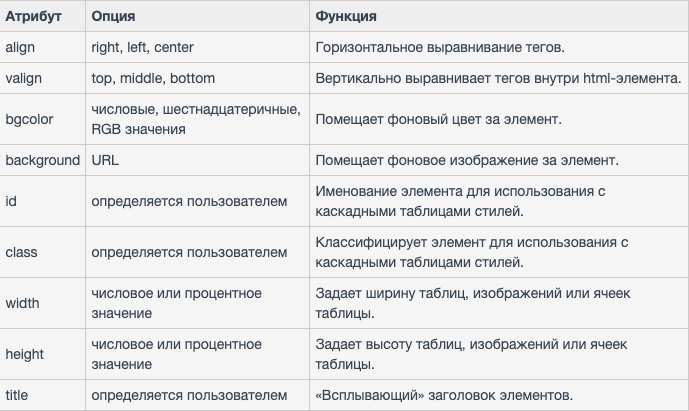 Атрибут Опция Функция
align right, left, center Горизонтальное выравнивание тегов.
valign top, middle, bottom Вертикально выравнивает тегов внутри html-элемента.
bgcolor числовые, шестнадцатеричные, Помещает фоновый цвет за элемент.
RGB значения
background URL Помещает фоновое изображение за элемент.
id определяется пользователем Именование элемента для использования с
каскадными таблицами стилей.
class определяется пользователем Классифицирует элемент для использования с
каскадными таблицами стилей.
width числовое или процентное Задает ширину таблиц, изображений или ячеек
значение таблицы.
height числовое или процентное Задает высоту таблиц, изображений или ячеек
значение таблицы.
title определяется пользователем «Всплывающий» заголовок элементов.